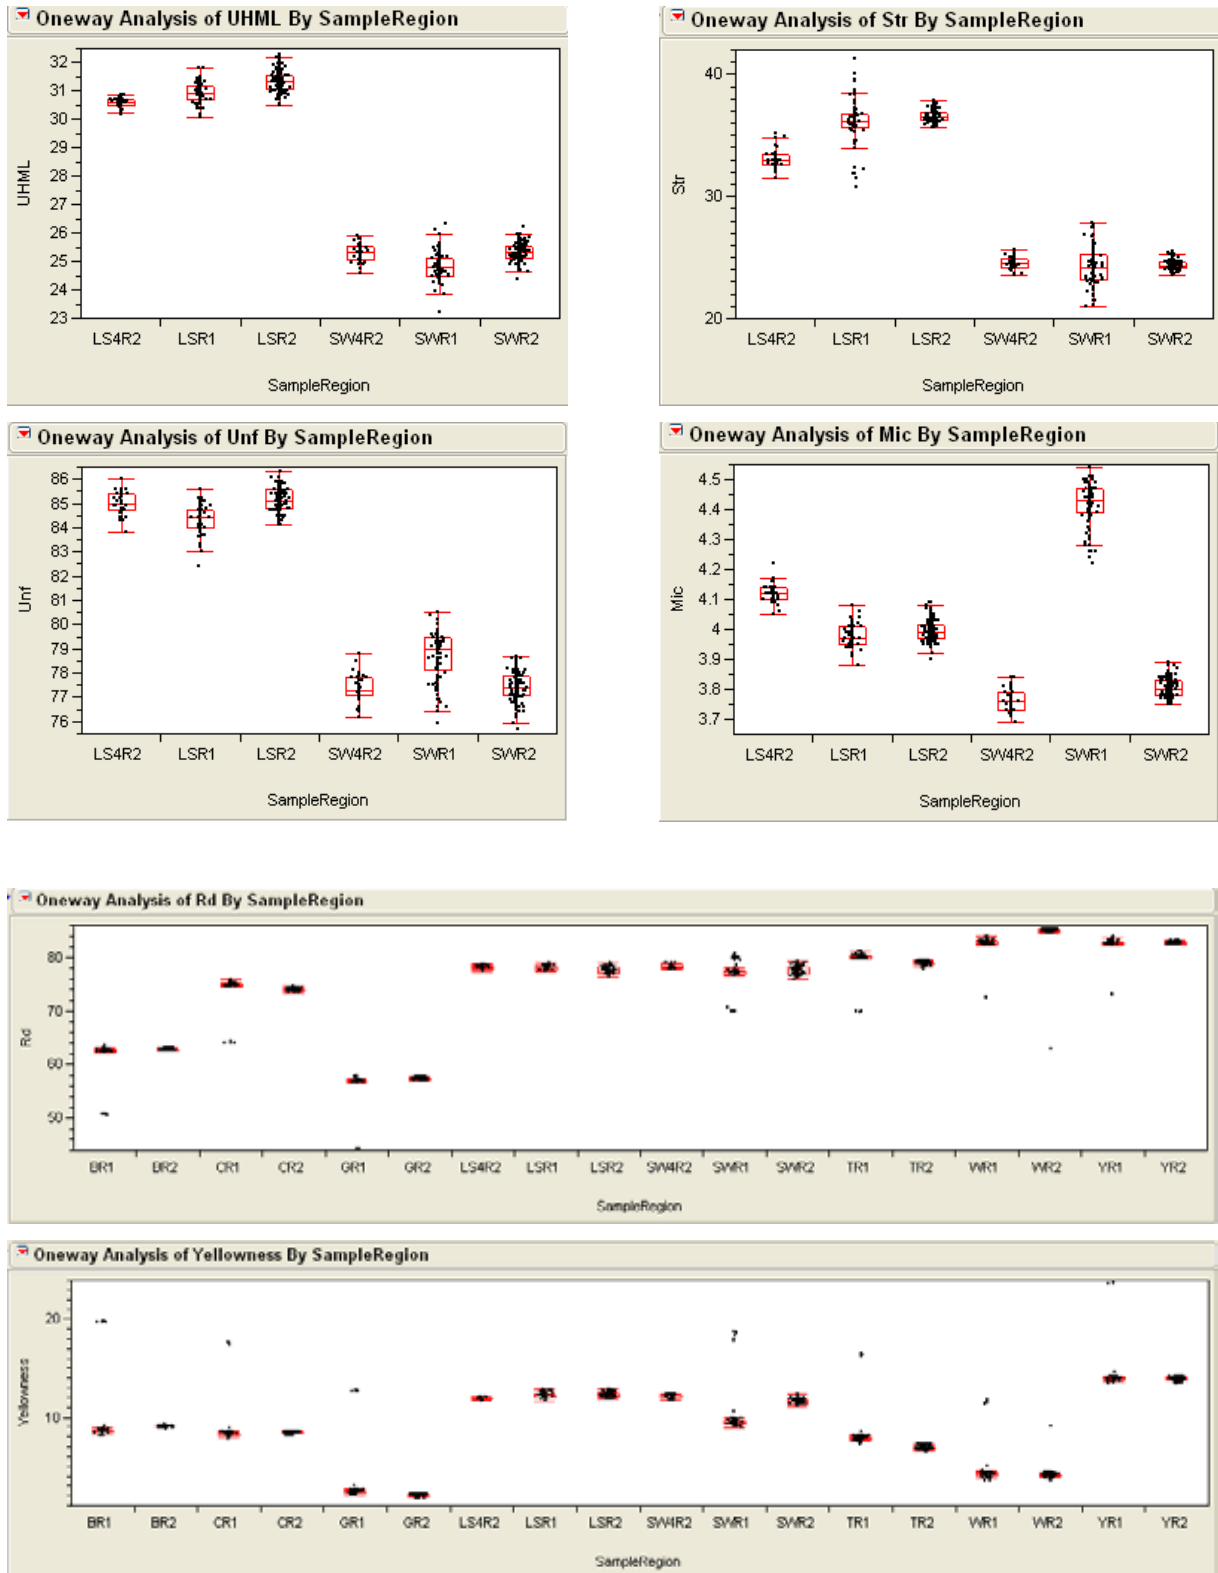 Oneway Analysis of UHML By SampleRegion
32
31
30
29
28
27
26
25
24
23
UHML
LS4R2 LSR1 LSR2 SW4R2 SWR1 SWR2
SampleRegion
Oneway Analysis of Str By SampleRegion
40
30
20
Str
LS4R2 LSR1 LSR2 SW4R2 SWR1 SWR2
SampleRegion
Oneway Analysis of Unf By SampleRegion
86
85
84
83
82
81
80
79
78
77
76
Unf
LS4R2 LSR1 LSR2 SW4R2 SWR1 SWR2
SampleRegion
Oneway Analysis of Mic By SampleRegion
4.5
4.4
4.3
4.2
4.1
4
3.9
3.8
3.7
Mic
LS4R2 LSR1 LSR2 SW4R2 SWR1 SWR2
SampleRegion
Oneway Analysis of Rd By SampleRegion
80
70
60
50
Rd
BR1 BR2 CR1 CR2 GR1 GR2 LS4R2 LSR1 LSR2 SW4R2 SWR1 SWR2 TR1 TR2 WR1 WR2 YR1 YR2
SampleRegion
Oneway Analysis of Yellowness By SampleRegion
20
10
Yellowness
BR1 BR2 CR1 CR2 GR1 GR2 LS4R2 LSR1 LSR2 SW4R2 SWR1 SWR2 TR1 TR2 WR1 WR2 YR1 YR2
SampleRegion